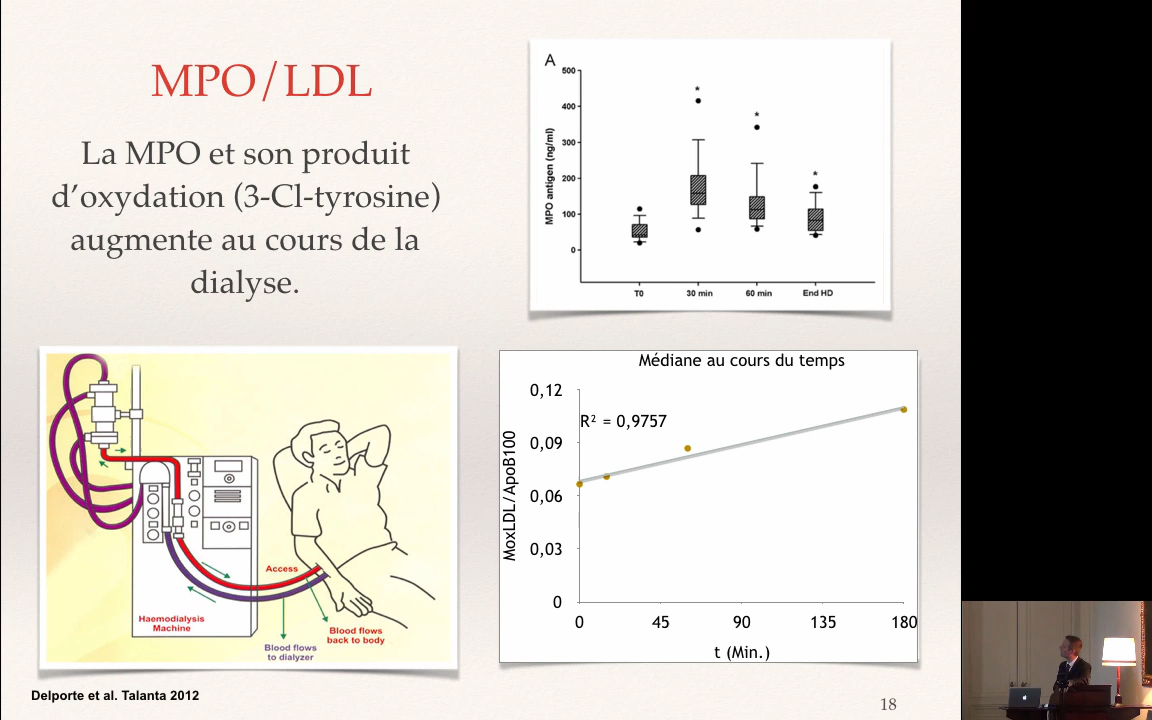 MPO/LDL
La MPO et son produit
d’oxydation (3-Cl-tyrosine)
augmente au cours de la
dialyse.
A
MPO antigen (ng/ml)
500
400
300
200
100
0
*
*
*
T0 30 min 60 min End HD
Access
Haemodialysis
Machine
Blood flows
back to body
Blood flows
to dialyzer
Médiane au cours du temps
MoxLDL/ApoB100
0,12
R² = 0,9757
0,09
0,06
0,03
0
0 45 90 135 180
t (Min.)
Delporte et al. Talanta 2012
18